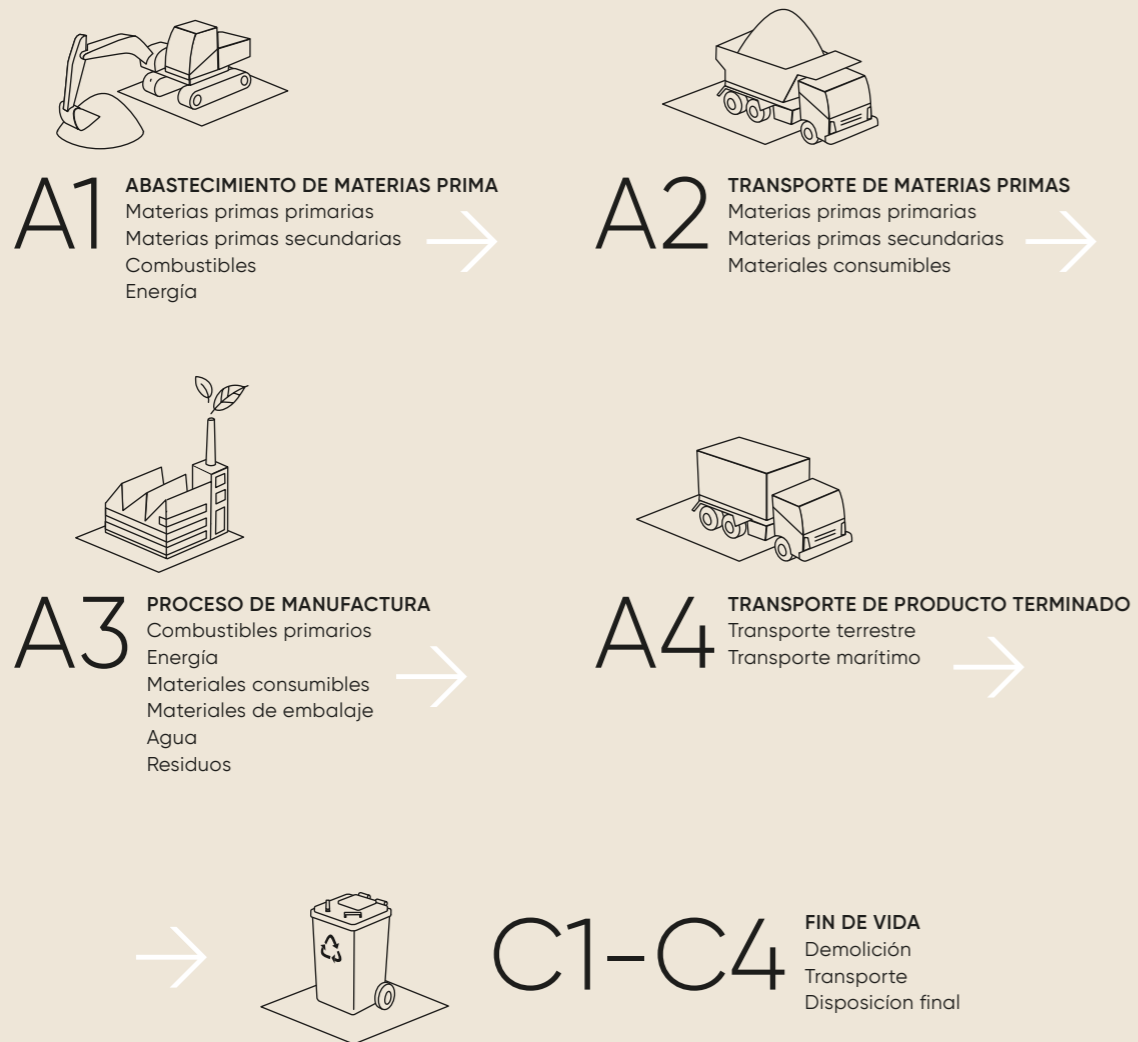 A1
ABASTECIMIENTO DE MATERIAS PRIMA
Materias primas primarias
Materias primas secundarias
Combustibles
Energía
A2
TRANSPORTE DE MATERIAS PRIMAS
Materias primas primarias
Materias primas secundarias
Materiales consumibles
A3
PROCESO DE MANUFACTURA
Combustibles primarios
Energía
Materiales consumibles
Materiales de embalaje
Agua
Residuos
A4
TRANSPORTE DE PRODUCTO TERMINADO
Transporte terrestre
Transporte marítimo
C1-C4
FIN DE VIDA
Demolición
Transporte
Disposicíon final